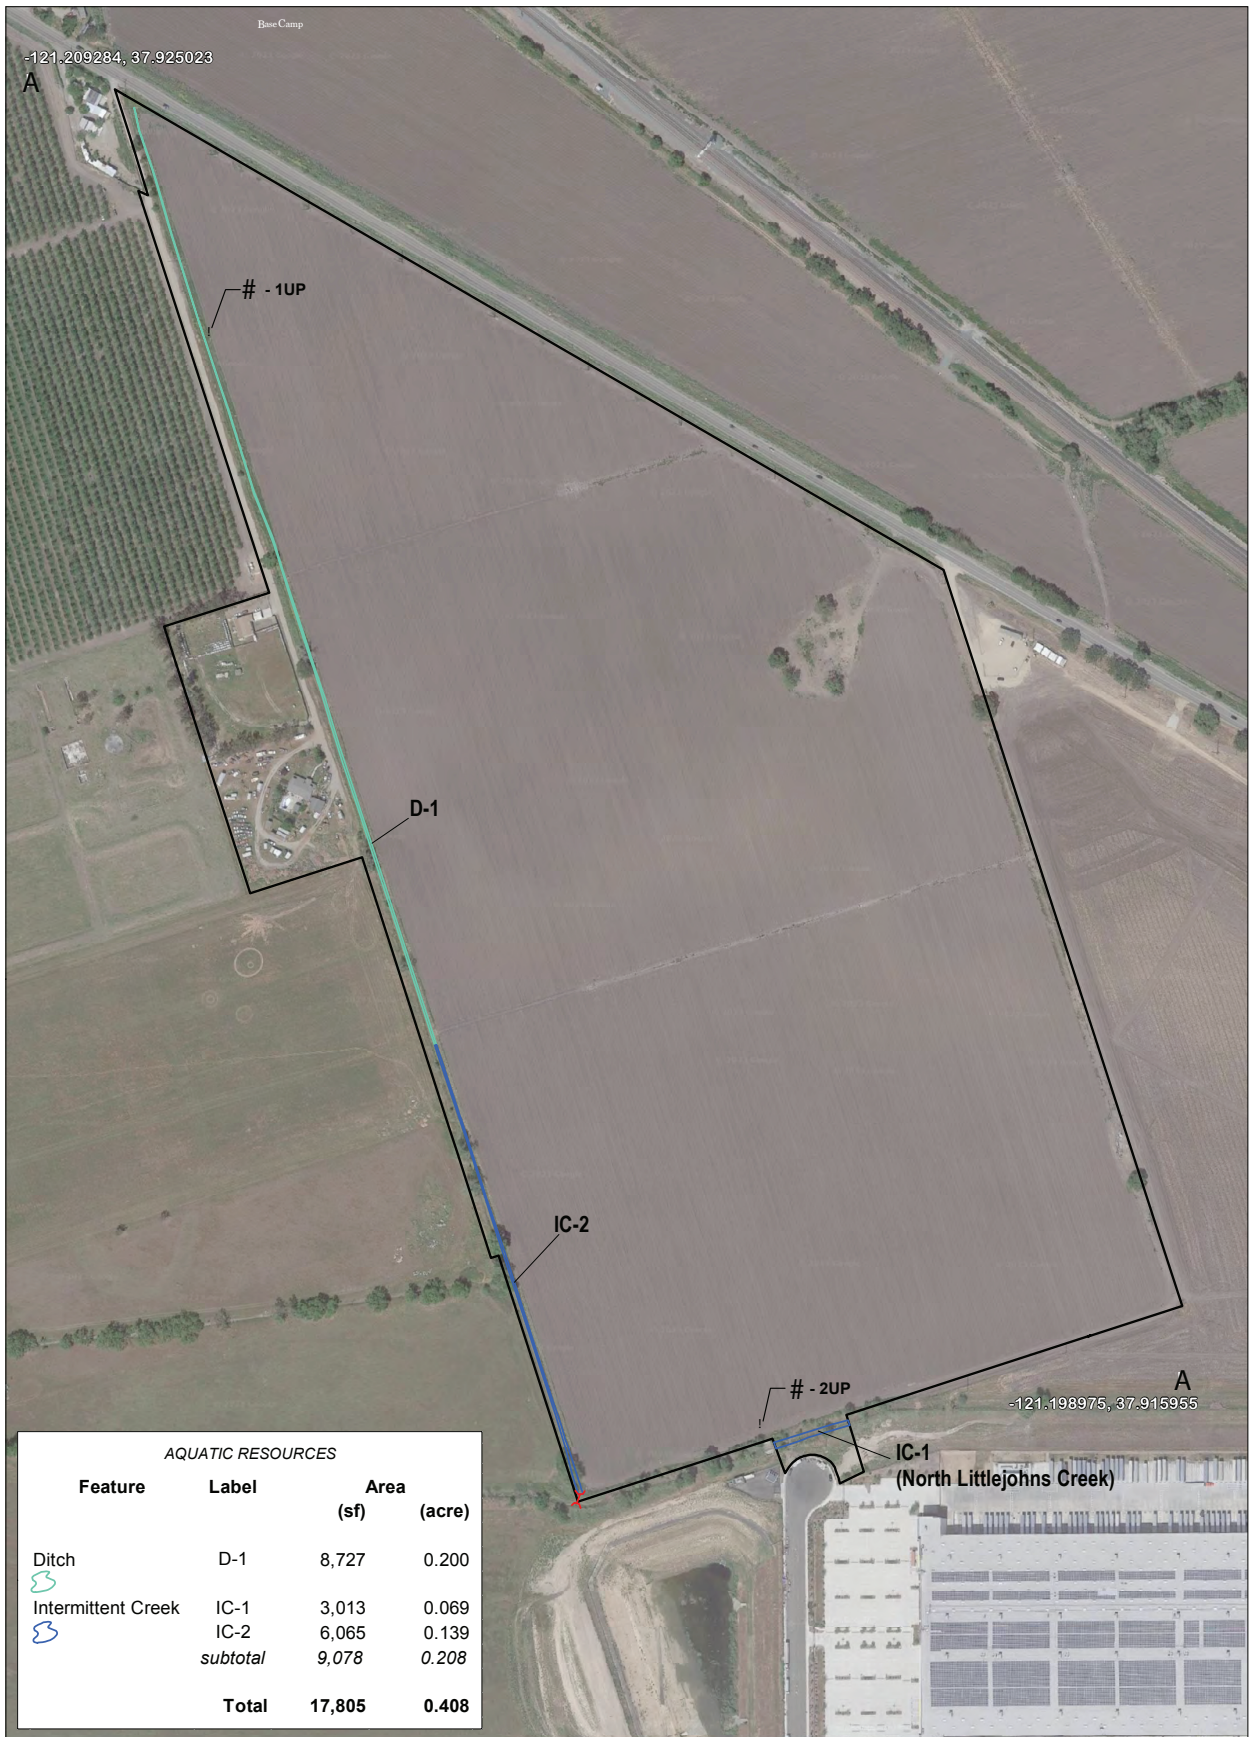 BaseCamp
-121.209284, 37.925023
A
# - 1UP
D-1
IC-2
# - 2UP
A
-121.198975, 37.915955
IC-1
(North Littlejohns Creek)
AQUATIC RESOURCES
Feature Label Area
(sf) (acre)
Ditch D-1 8,727 0.200
Intermittent Creek IC-1 3,013 0.069
IC-2 6,065 0.139
subtotal 9,078 0.208
Total 17,805 0.408